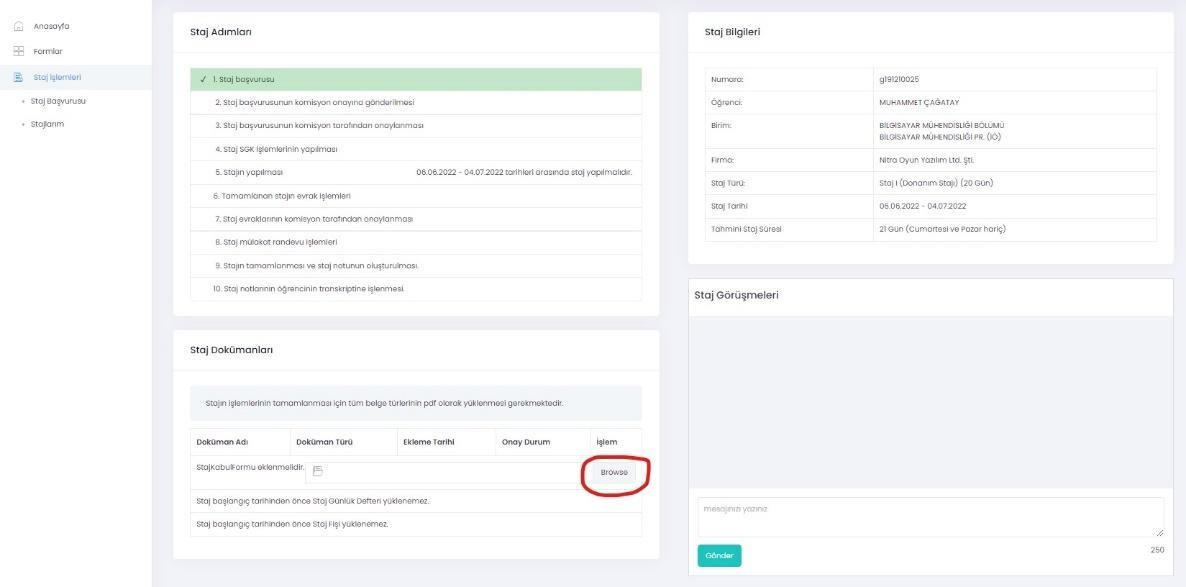 Anasayfa
Formlar
Staj İşlemleri
Staj Başvurusu
Stajlarım
Staj Adımları
✓ 1. Staj başvurusu
2. Staj başvurusunun komisyon onayına gönderilmesi
3. Staj başvurusunun komisyon tarafından onaylanması
4. Staj SGK işlemlerinin yapılması
5. Stajın yapılması 06.06.2022 - 04.07.2022 tarihleri arasında staj yapılmalıdır.
6. Tamamlanan stajın evrak işlemleri
7. Staj evraklarının komisyon tarafından onaylanması
8. Staj mülakat randevu işlemleri
9. Stajın tamamlanması ve staj notunun oluşturulması.
10. Staj notlarının öğrencinin transkriptine işlenmesi.
Staj Dokümanları
Stajın işlemlerinin tamamlanması için tüm belge türlerinin pdf olarak yüklenmesi gerekmektedir.
Doküman Adı Doküman Türü Ekleme Tarihi Onay Durum İşlem
StajKabulFormu eklenmelidir. Browse
Staj başlangıç tarihinden önce Staj Günlük Defteri yüklenemez.
Staj başlangıç tarihinden önce Staj Fişi yüklenemez.
Staj Bilgileri
Numara: g191210025
Öğrenci: MUHAMMET ÇAĞATAY
Birim: BİLGİSAYAR MÜHENDİSLİĞİ BÖLÜMÜ
BİLGİSAYAR MÜHENDİSLİĞİ PR. (İÖ)
Firma: Nitra Oyun Yazılım Ltd. Şti.
Staj Türü: Staj I (Donanım Stajı) (20 Gün)
Staj Tarihi 06.06.2022 - 04.07.2022
Tahmini Staj Süresi 21 Gün (Cumartesi ve Pazar hariç)
Staj Görüşmeleri
mesajınızı yazınız
250
Gönder